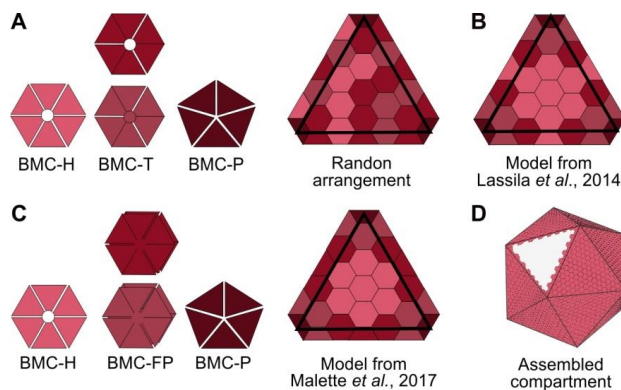 A
B
BMC-H
BMC-T
BMC-P
Randon
arrangement
Model from
Lassila et al., 2014
C
D
BMC-H
BMC-FP
BMC-P
Model from
Malette et al., 2017
Assembled
compartment